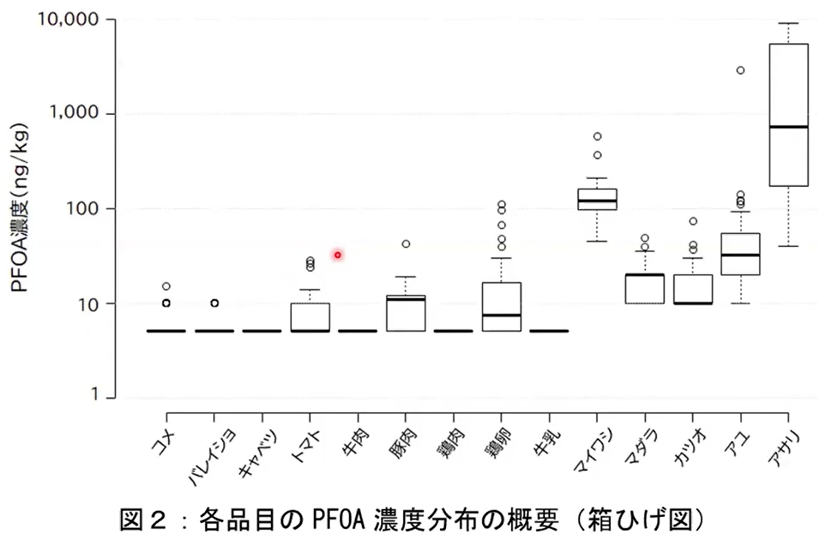 10,000
1,000
100
10
1
PFOA濃度(ng/kg)
コメ
バレイショ
キャベツ
トマト
牛肉
豚肉
鶏肉
鶏卵
牛乳
マイワシ
マダラ
カツオ
アユ
アサリ
図2：各品目のPFOA濃度分布の概要（箱ひげ図）